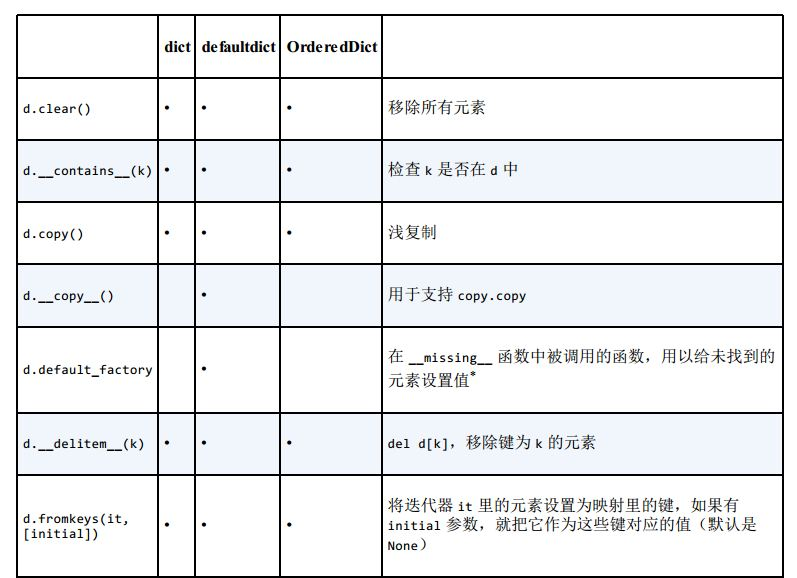 dict defaultdict OrderedDict
d.clear() • • • 移除所有元素
d.__contains__(k) • • • 检查 k 是否在 d 中
d.copy() • • • 浅复制
d.__copy__() • 用于支持 copy.copy
d.default_factory • 在 __missing__ 函数中被调用的函数，用以给未找到的
元素设置值*
d.__delitem__(k) • • • del d[k]，移除键为 k 的元素
d.fromkeys(it,
[initial]) • • • 将迭代器 it 里的元素设置为映射里的键，如果有
initial 参数，就把它作为这些键对应的值（默认是
None）